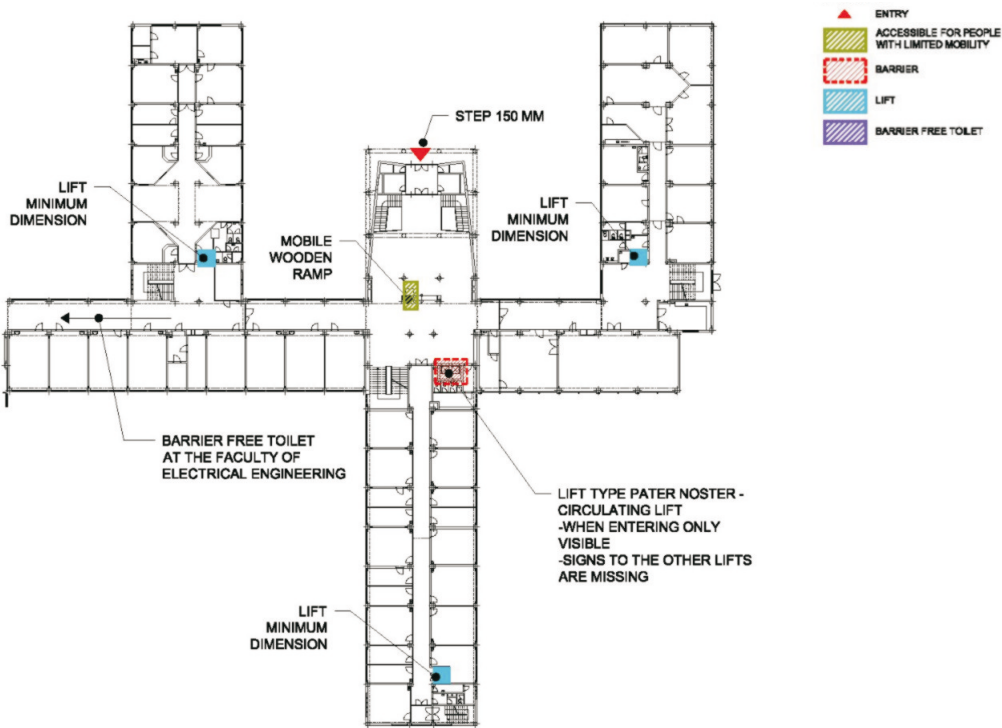 ENTRY
ACCESSIBLE FOR PEOPLE
WITH LIMITED MOBILITY
BARRIER
LIFT
BARRIER FREE TOILET
STEP 150 MM
LIFT
MINIMUM
DIMENSION
LIFT
MINIMUM
DIMENSION
MOBILE
WOODEN
RAMP
BARRIER FREE TOILET
AT THE FACULTY OF
ELECTRICAL ENGINEERING
LIFT TYPE PATER NOSTER -
CIRCULATING LIFT
-WHEN ENTERING ONLY
VISIBLE
-SIGNS TO THE OTHER LIFTS
ARE MISSING
LIFT
MINIMUM
DIMENSION